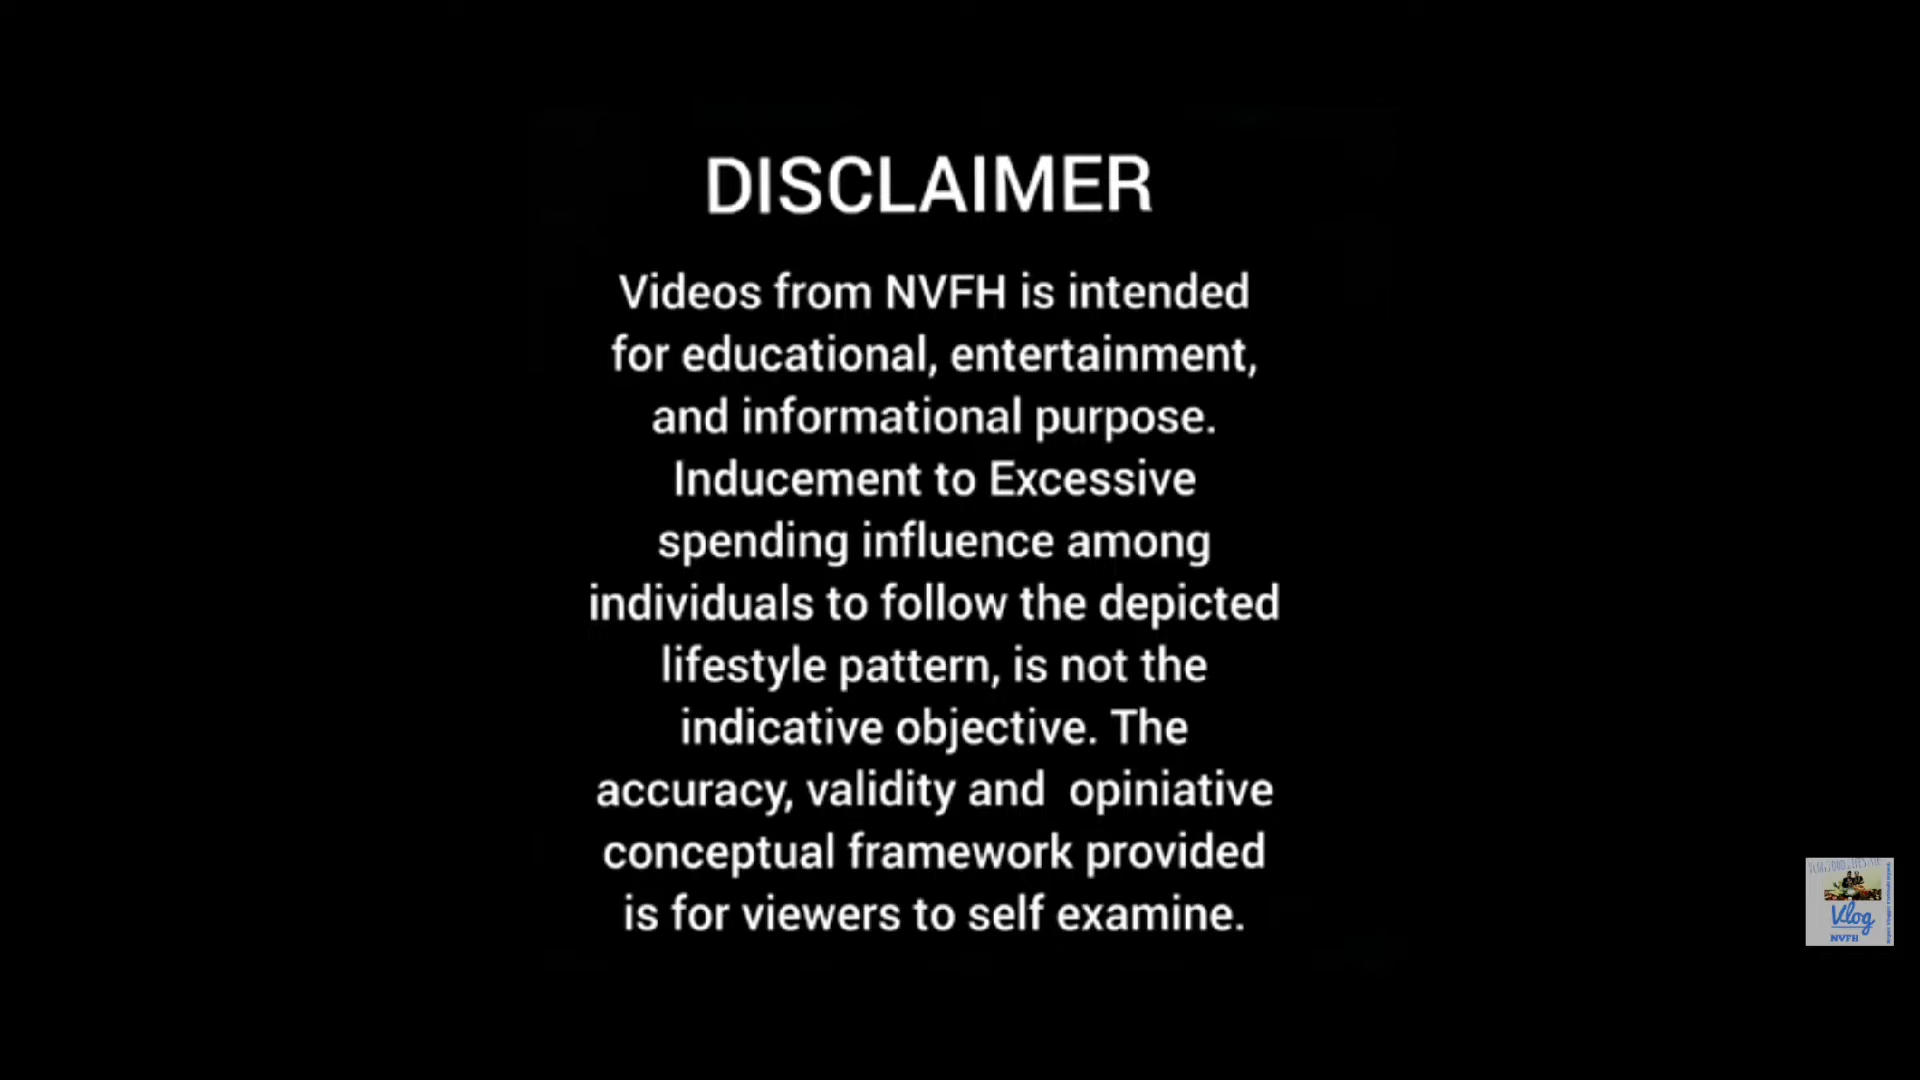 DISCLAIMER
Videos from NVFH is intended
for educational, entertainment,
and informational purpose.
Inducement to Excessive
spending influence among
individuals to follow the depicted
lifestyle pattern, is not the
indicative objective. The
accuracy, validity and  opiniative
conceptual framework provided
is for viewers to self examine.
Vlog
NVFH